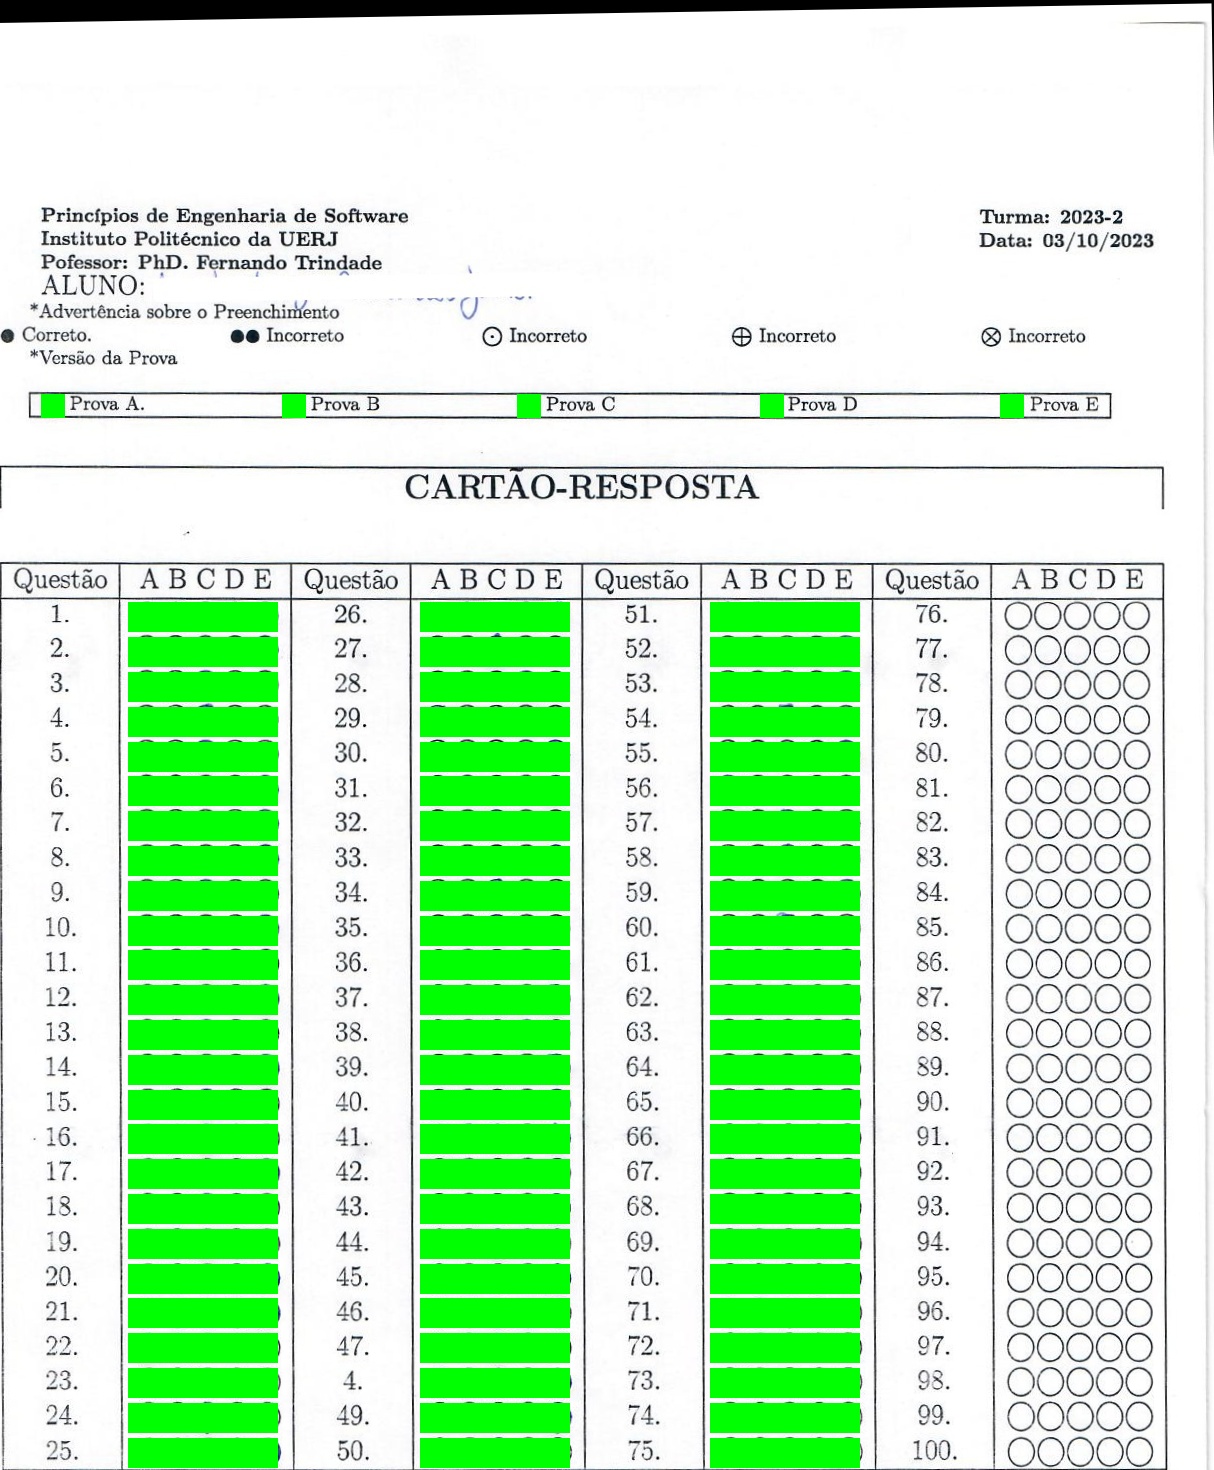 Princípios de Engenharia de Software
Turma: 2023-2
Instituto Politécnico da UERJ
Data: 03/10/2023
Pofessor: PhD. Fernando Trindade
ALUNO:
*Advertência sobre o Preenchimento
Correto. Incorreto Incorreto Incorreto Incorreto
*Versão da Prova
Prova A. Prova B Prova C Prova D Prova E
CARTÃO-RESPOSTA
Questão A B C D E Questão A B C D E Questão A B C D E Questão A B C D E
1. 26. 51. 76.
2. 27. 52. 77.
3. 28. 53. 78.
4. 29. 54. 79.
5. 30. 55. 80.
6. 31. 56. 81.
7. 32. 57. 82.
8. 33. 58. 83.
9. 34. 59. 84.
10. 35. 60. 85.
11. 36. 61. 86.
12. 37. 62. 87.
13. 38. 63. 88.
14. 39. 64. 89.
15. 40. 65. 90.
16. 41. 66. 91.
17. 42. 67. 92.
18. 43. 68. 93.
19. 44. 69. 94.
20. 45. 70. 95.
21. 46. 71. 96.
22. 47. 72. 97.
23. 4. 73. 98.
24. 49. 74. 99.
25. 50. 75. 100.